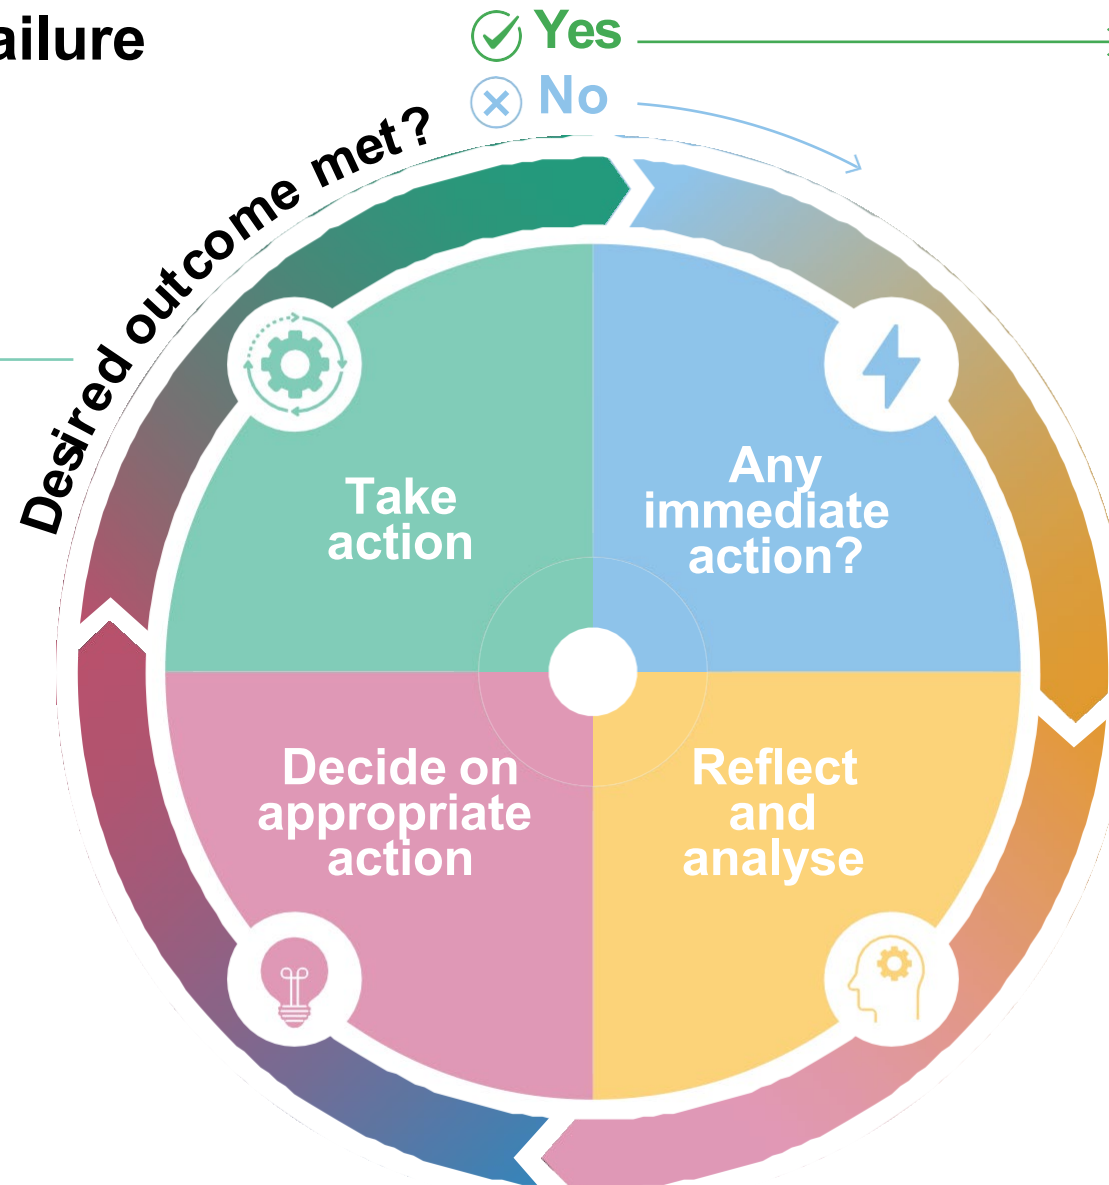 ailure
Yes
No
Desired outcome met?
Take
action
Any
immediate
action?
Decide on
appropriate
action
Reflect
and
analyse